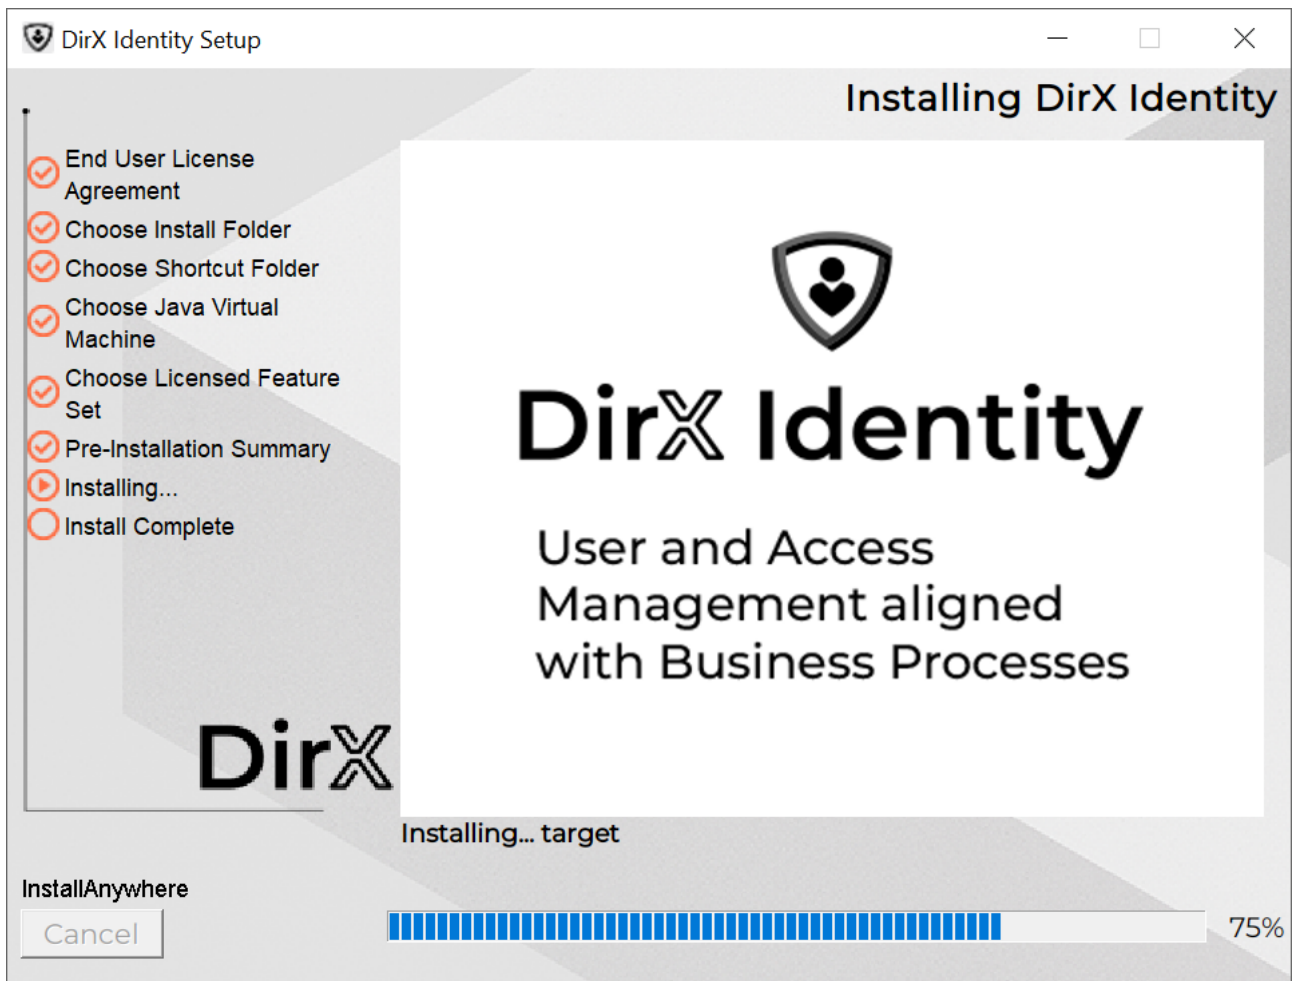 DirX Identity Setup
Installing DirX Identity
End User License
Agreement
Choose Install Folder
Choose Shortcut Folder
Choose Java Virtual
Machine
Choose Licensed Feature
Set
Pre-Installation Summary
Installing...
Install Complete
DirX
DirX Identity
User and Access
Management aligned
with Business Processes
Installing... target
InstallAnywhere
Cancel
75%